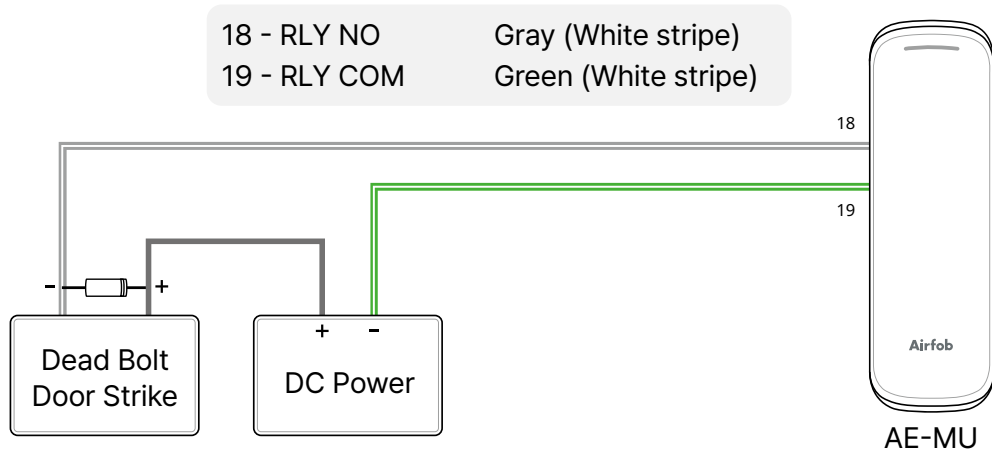 18 - RLY NO Gray (White stripe)
19 - RLY COM Green (White stripe)
18
19
- +
+ -
Dead Bolt
Door Strike
DC Power
Airfob
AE-MU